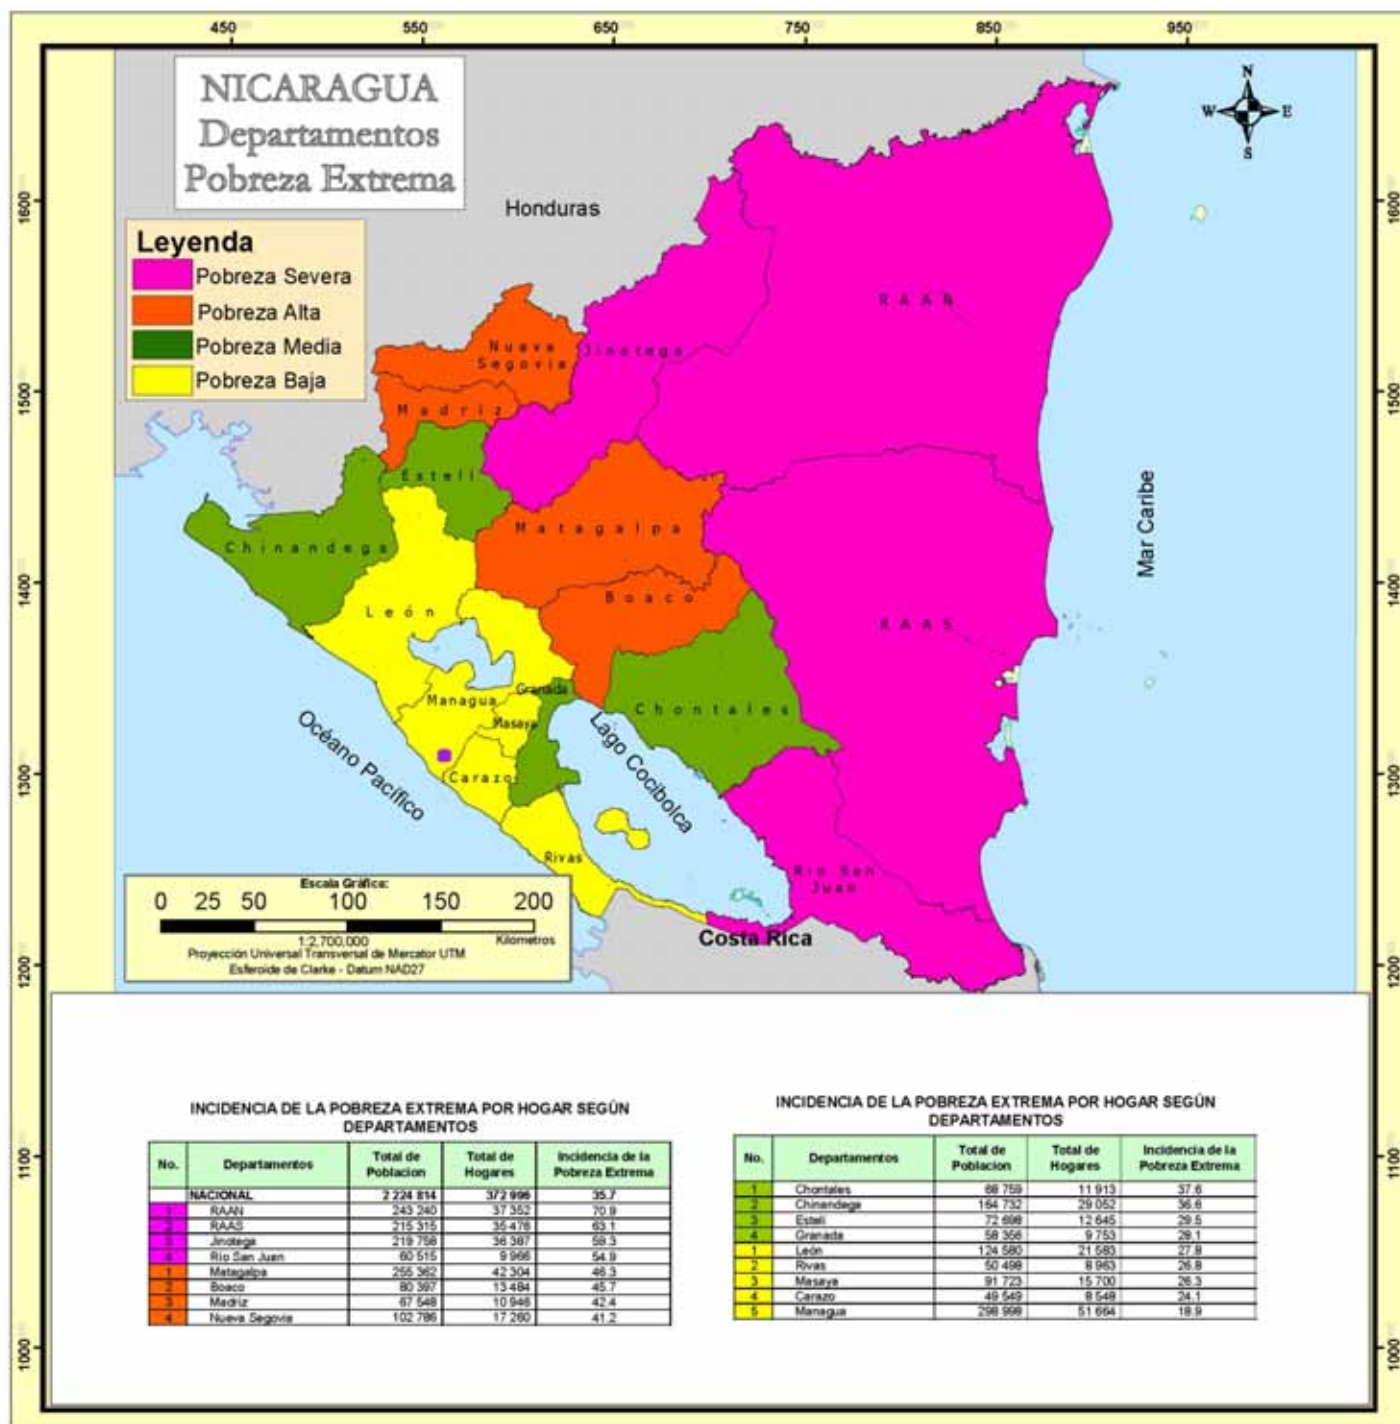 450 550 650 750 850 950
NICARAGUA
Departamentos
Pobreza Extrema
N
W E
S
Honduras
Leyenda
Pobreza Severa
Pobreza Alta
Pobreza Media
Pobreza Baja
1600 1600
1500 1500
1400 1400
1300 1300
1200 1200
1100 1100
1000 1000
RAAN
Nueva
Segovia
Jinotega
Madriz
Estelí
Matagalpa
Chinandega
Mar Caribe
Boaco
León
RAAS
Granada
Managua
Chontales
Masaya
Océano Pacífico
Lago Cocibolca
Carazo
Rivas
Río San
Juan
Costa Rica
Escala Gráfica:
0 25 50 100 150 200
1:2,700,000 Kilómetros
Proyección Universal Transversal de Mercator UTM
Esferoide de Clarke - Datum NAD27
INCIDENCIA DE LA POBREZA EXTREMA POR HOGAR SEGÚN
DEPARTAMENTOS
No. Departamentos Total de Poblacion Total de Hogares Incidencia de la Pobreza Extrema
NACIONAL 2 224 814 372 996 35.7
1 RAAN 243 240 37 352 70.9
2 RAAS 215 315 35 476 63.1
3 Jinotega 219 758 36 387 59.3
4 Río San Juan 60 515 9 966 54.9
1 Matagalpa 255 362 42 304 46.3
2 Boaco 80 397 13 484 45.7
3 Madriz 67 548 10 946 42.4
4 Nueva Segovia 102 786 17 260 41.2
INCIDENCIA DE LA POBREZA EXTREMA POR HOGAR SEGÚN
DEPARTAMENTOS
No. Departamentos Total de Poblacion Total de Hogares Incidencia de la Pobreza Extrema
1 Chontales 68 759 11 913 37.6
2 Chinandega 164 732 29 052 36.6
3 Estelí 72 698 12 645 29.5
4 Granada 58 356 9 753 28.1
1 León 124 580 21 583 27.8
2 Rivas 50 498 8 963 26.8
3 Masaya 91 723 15 700 26.3
4 Carazo 49 549 8 548 24.1
5 Managua 298 998 51 664 18.9